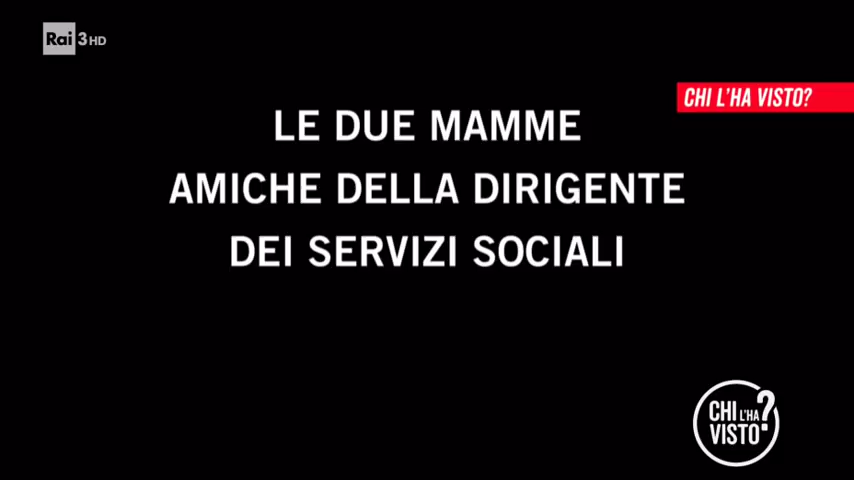 Rai 3HD
CHI L'HA VISTO?
LE DUE MAMME
AMICHE DELLA DIRIGENTE
DEI SERVIZI SOCIALI
CHI L'HA
VISTO?